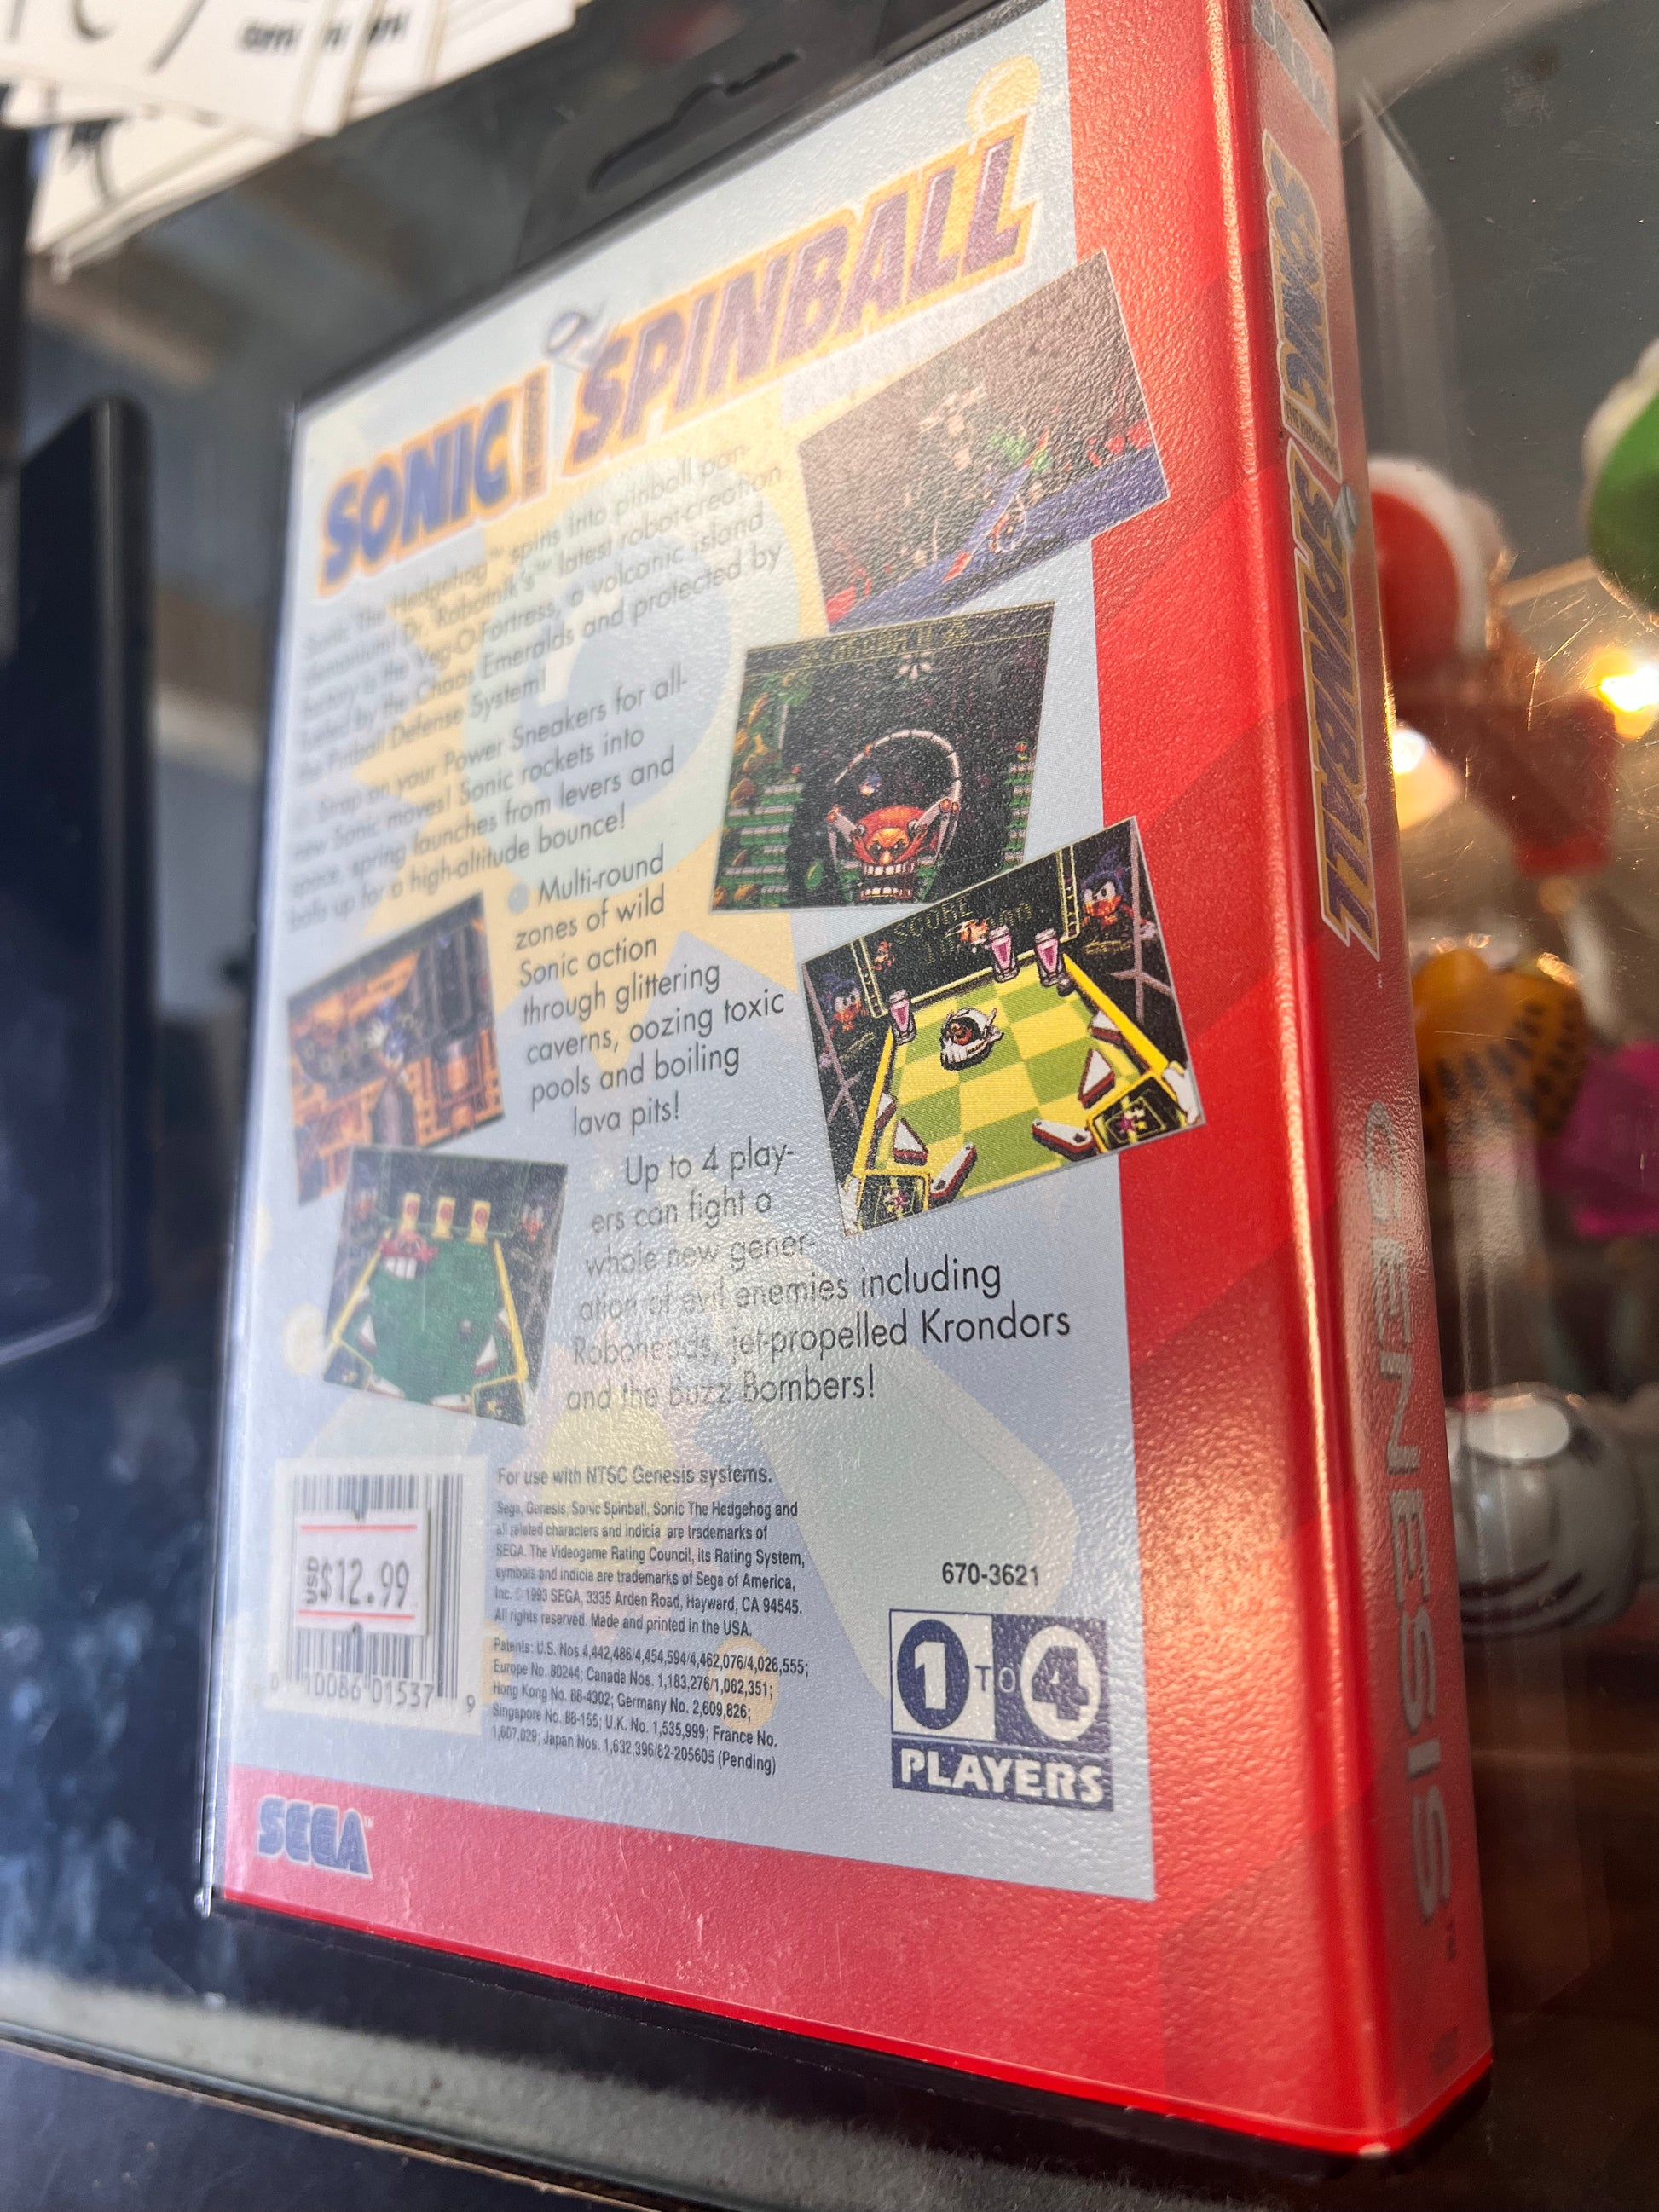 SONIC THE HEDGEHOG SPINBALL
Sonic The Hedgehog™ spins into pinball pan-
demonium! Dr. Robotnik's™ latest robot-creation
factory is the Veg-O-Fortress, a volcanic island
fueled by the Chaos Emeralds and protected by
the Pinball Defense System!
Strap on your Power Sneakers for all-
new Sonic moves! Sonic rockets into
space, spring launches from levers and
balls up for a high-altitude bounce!
Multi-round
zones of wild
Sonic action
through glittering
caverns, oozing toxic
pools and boiling
lava pits!
Up to 4 play-
ers can fight a
whole new gener-
ation of evil enemies including
Roboheads, jet-propelled Krondors
and the Buzz Bombers!
SCORE
For use with NTSC Genesis systems.
Sega, Genesis, Sonic Spinball, Sonic The Hedgehog and
all related characters and indicia are trademarks of
SEGA. The Videogame Rating Council, its Rating System,
symbols and indicia are trademarks of Sega of America,
Inc. © 1993 SEGA, 3335 Arden Road, Hayward, CA 94545.
All rights reserved. Made and printed in the USA.
Patents: U.S. Nos. 4,442,486/4,454,594/4,462,076/4,026,555;
Europe No. 80244; Canada Nos. 1,183,276/1,082,351;
Hong Kong No. 88-4302; Germany No. 2,609,826;
Singapore No. 88-155; U.K. No. 1,535,999; France No.
1,607,029; Japan Nos. 1,632,396/82-205605 (Pending)
USD $12.99
0 10086 01537 9
670-3621
1 TO 4
PLAYERS
SEGA™
SONIC THE HEDGEHOG SPINBALL™
GENESIS™